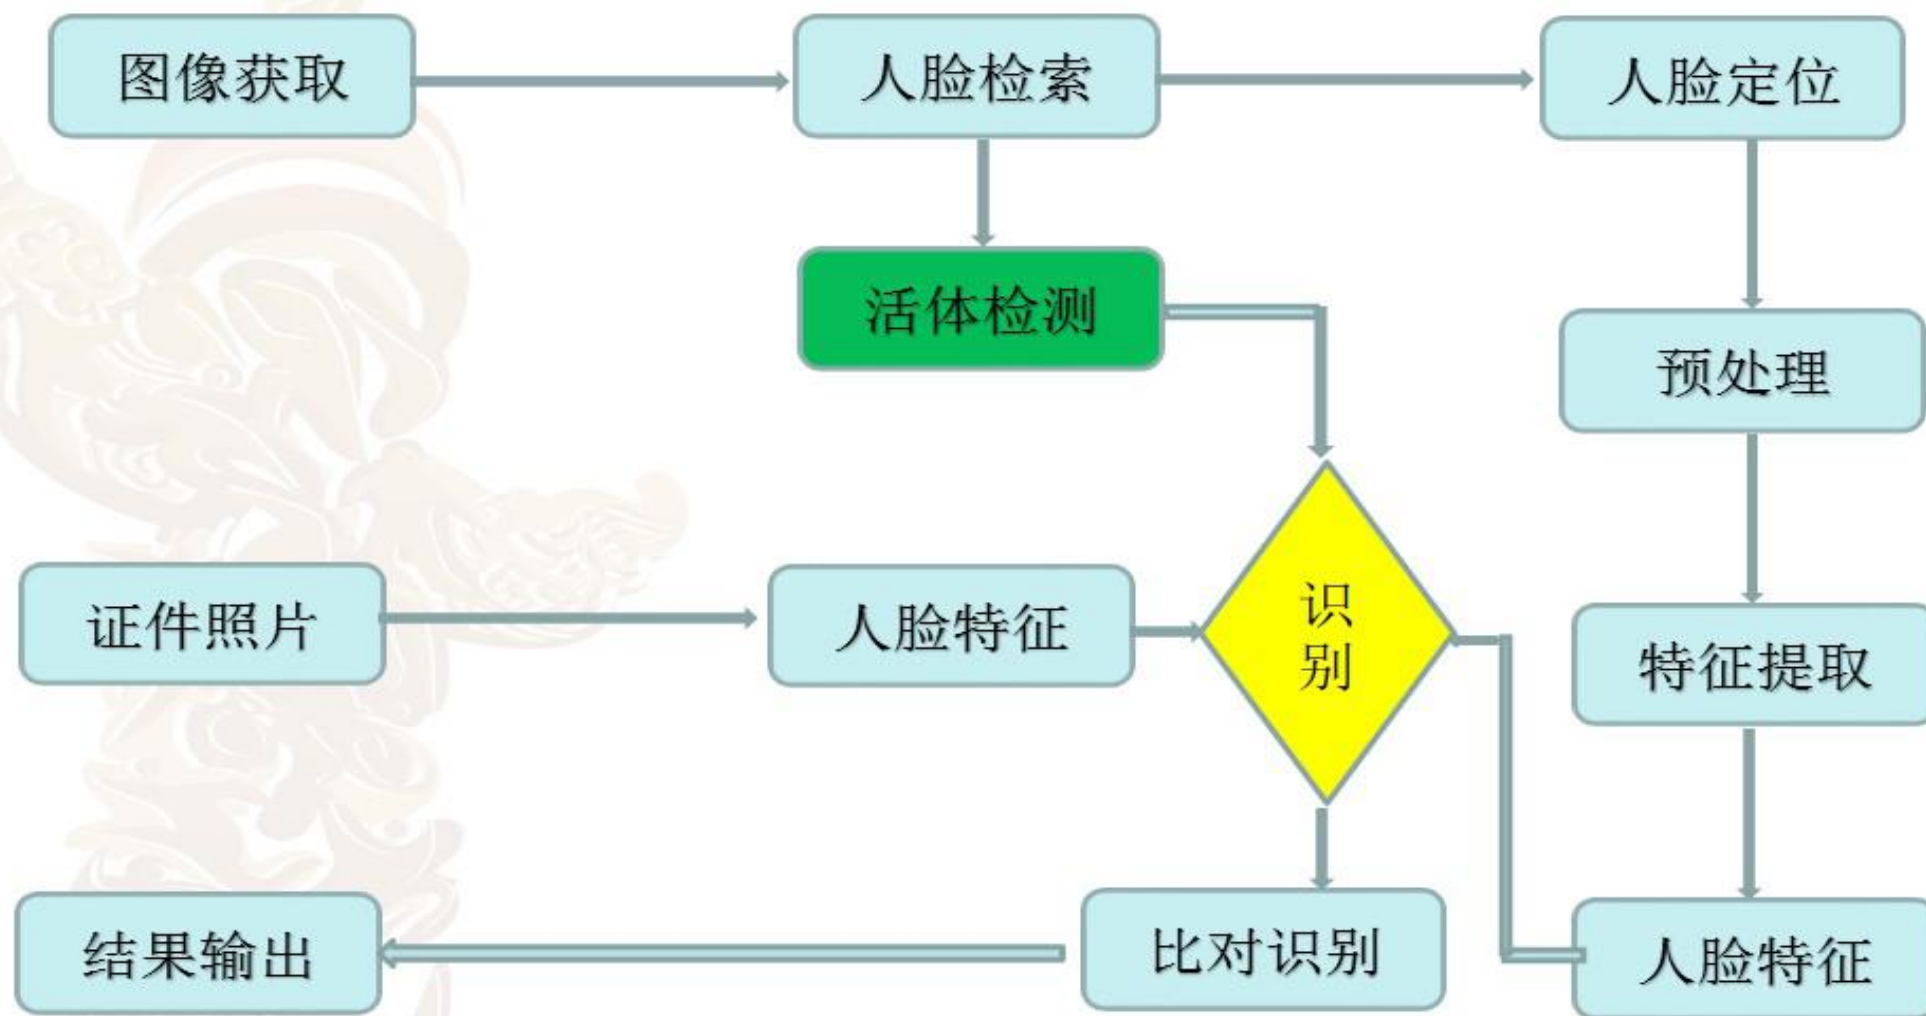 图像获取
人脸检索
人脸定位
活体检测
预处理
证件照片
人脸特征
识
别
特征提取
结果输出
比对识别
人脸特征